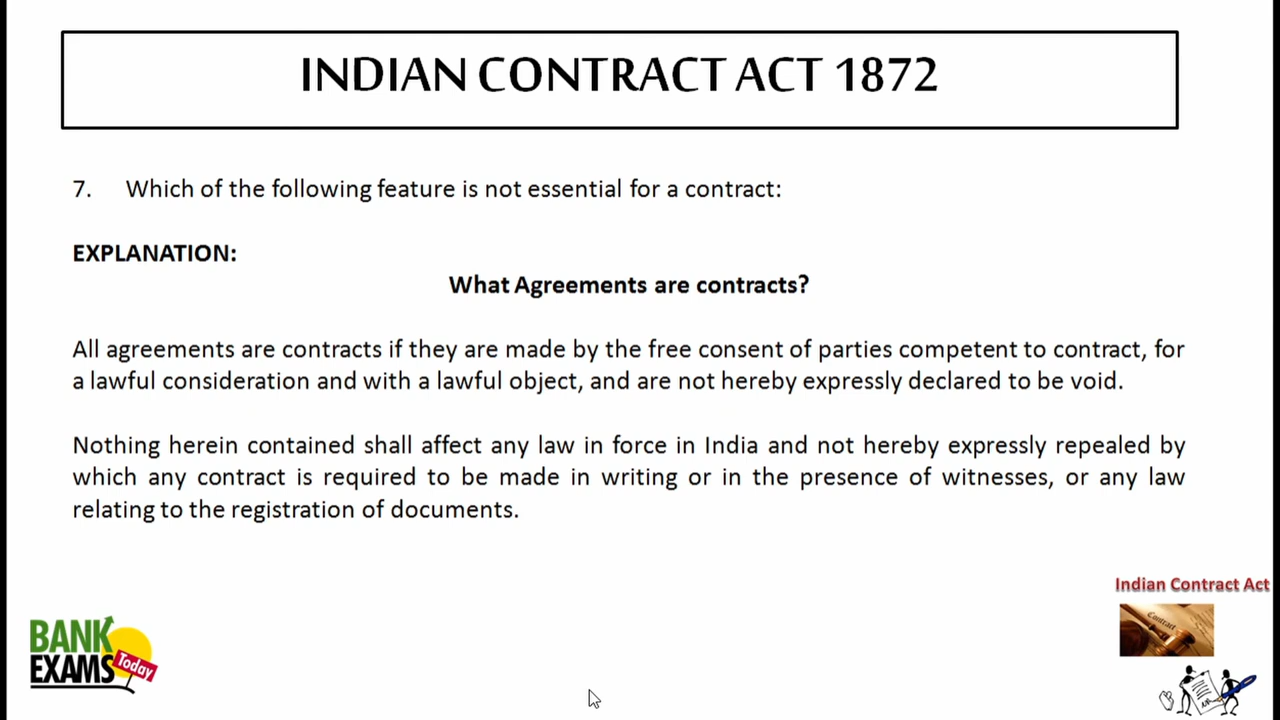 INDIAN CONTRACT ACT 1872
7. Which of the following feature is not essential for a contract:
EXPLANATION:
What Agreements are contracts?
All agreements are contracts if they are made by the free consent of parties competent to contract, for
a lawful consideration and with a lawful object, and are not hereby expressly declared to be void.
Nothing herein contained shall affect any law in force in India and not hereby expressly repealed by
which any contract is required to be made in writing or in the presence of witnesses, or any law
relating to the registration of documents.
Indian Contract Act
Contract
BANK
EXAMS
Today